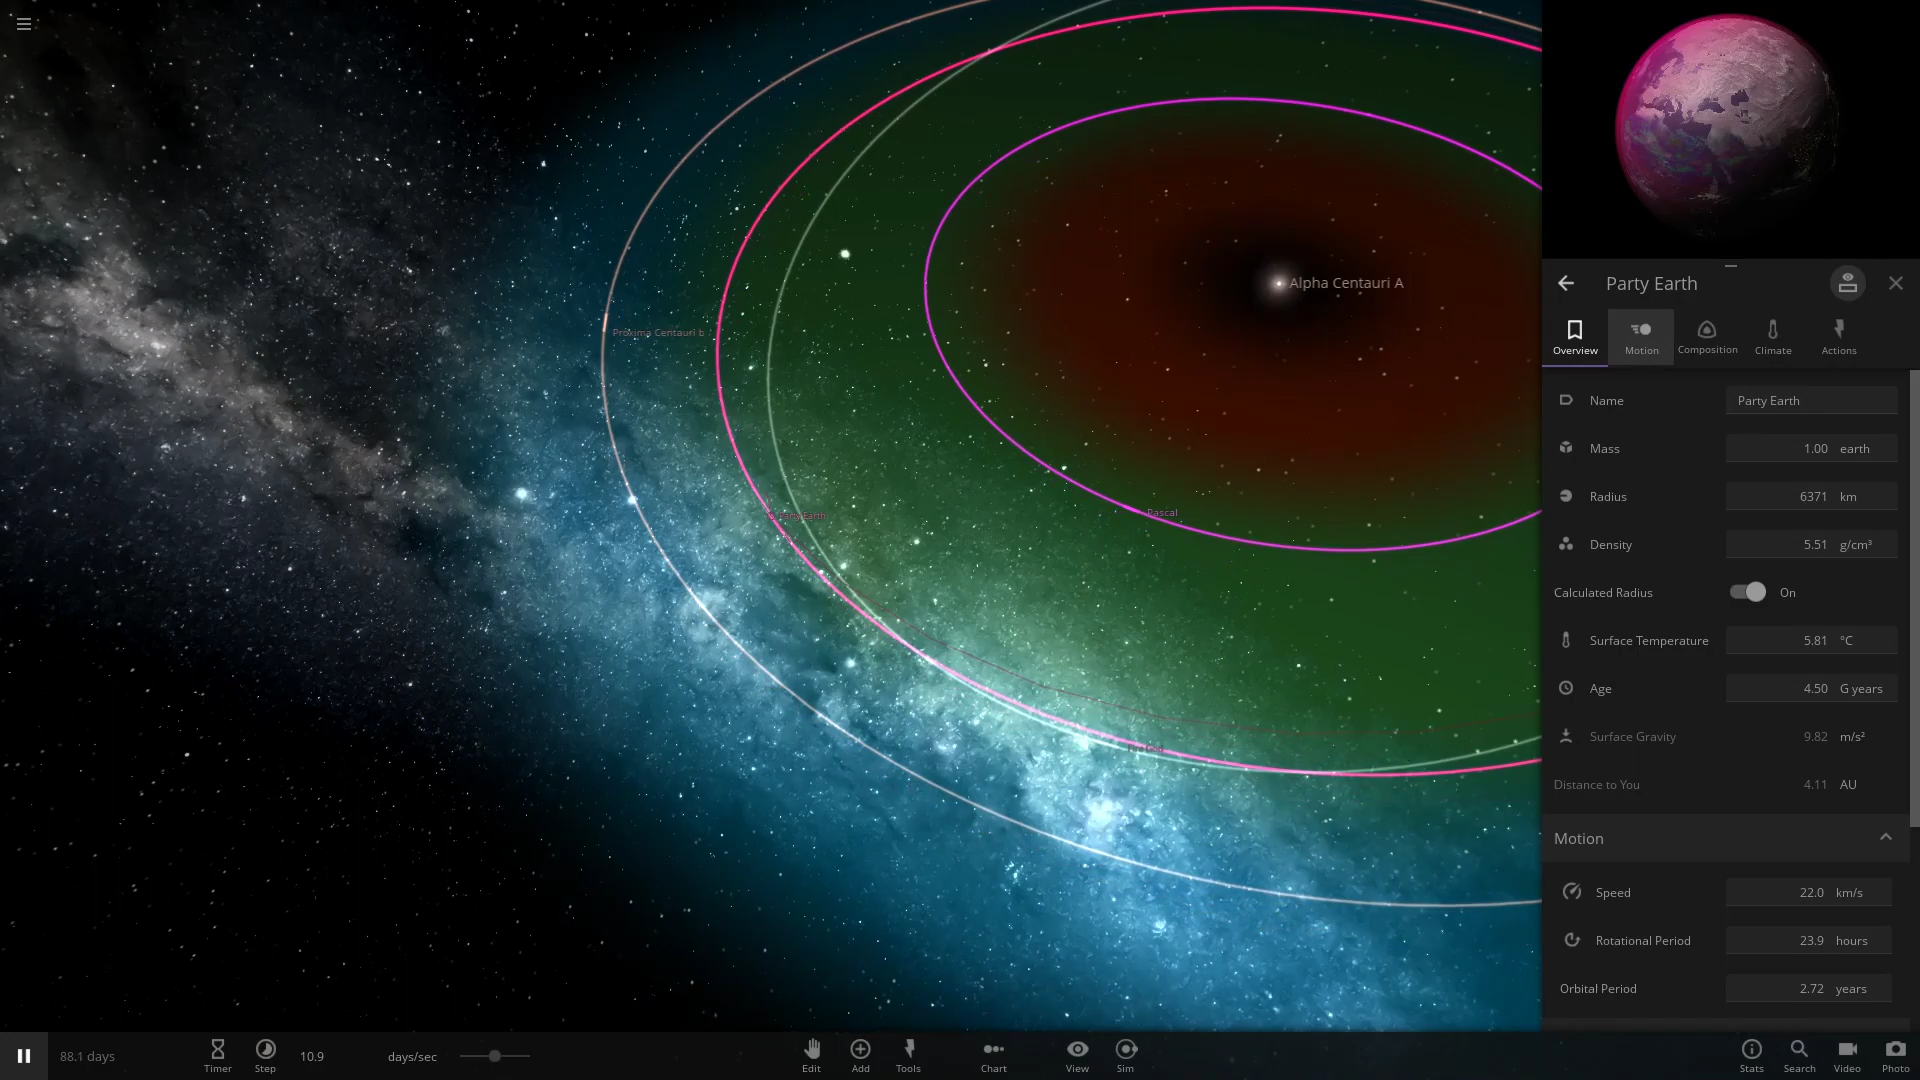 Alpha Centauri A
Proxima Centauri b
Party Earth
Pascal
Party Earth
Overview
Motion
Composition
Climate
Actions
Name Party Earth
Mass 1.00 earth
Radius 6371 km
Density 5.51 g/cm³
Calculated Radius On
Surface Temperature 5.81 °C
Age 4.50 G years
Surface Gravity 9.82 m/s²
Distance to You 4.11 AU
Motion
Speed 22.0 km/s
Rotational Period 23.9 hours
Orbital Period 2.72 years
88.1 days
Timer
Step
10.9 days/sec
Edit
Add
Tools
Chart
View
Sim
Stats
Search
Video
Photo